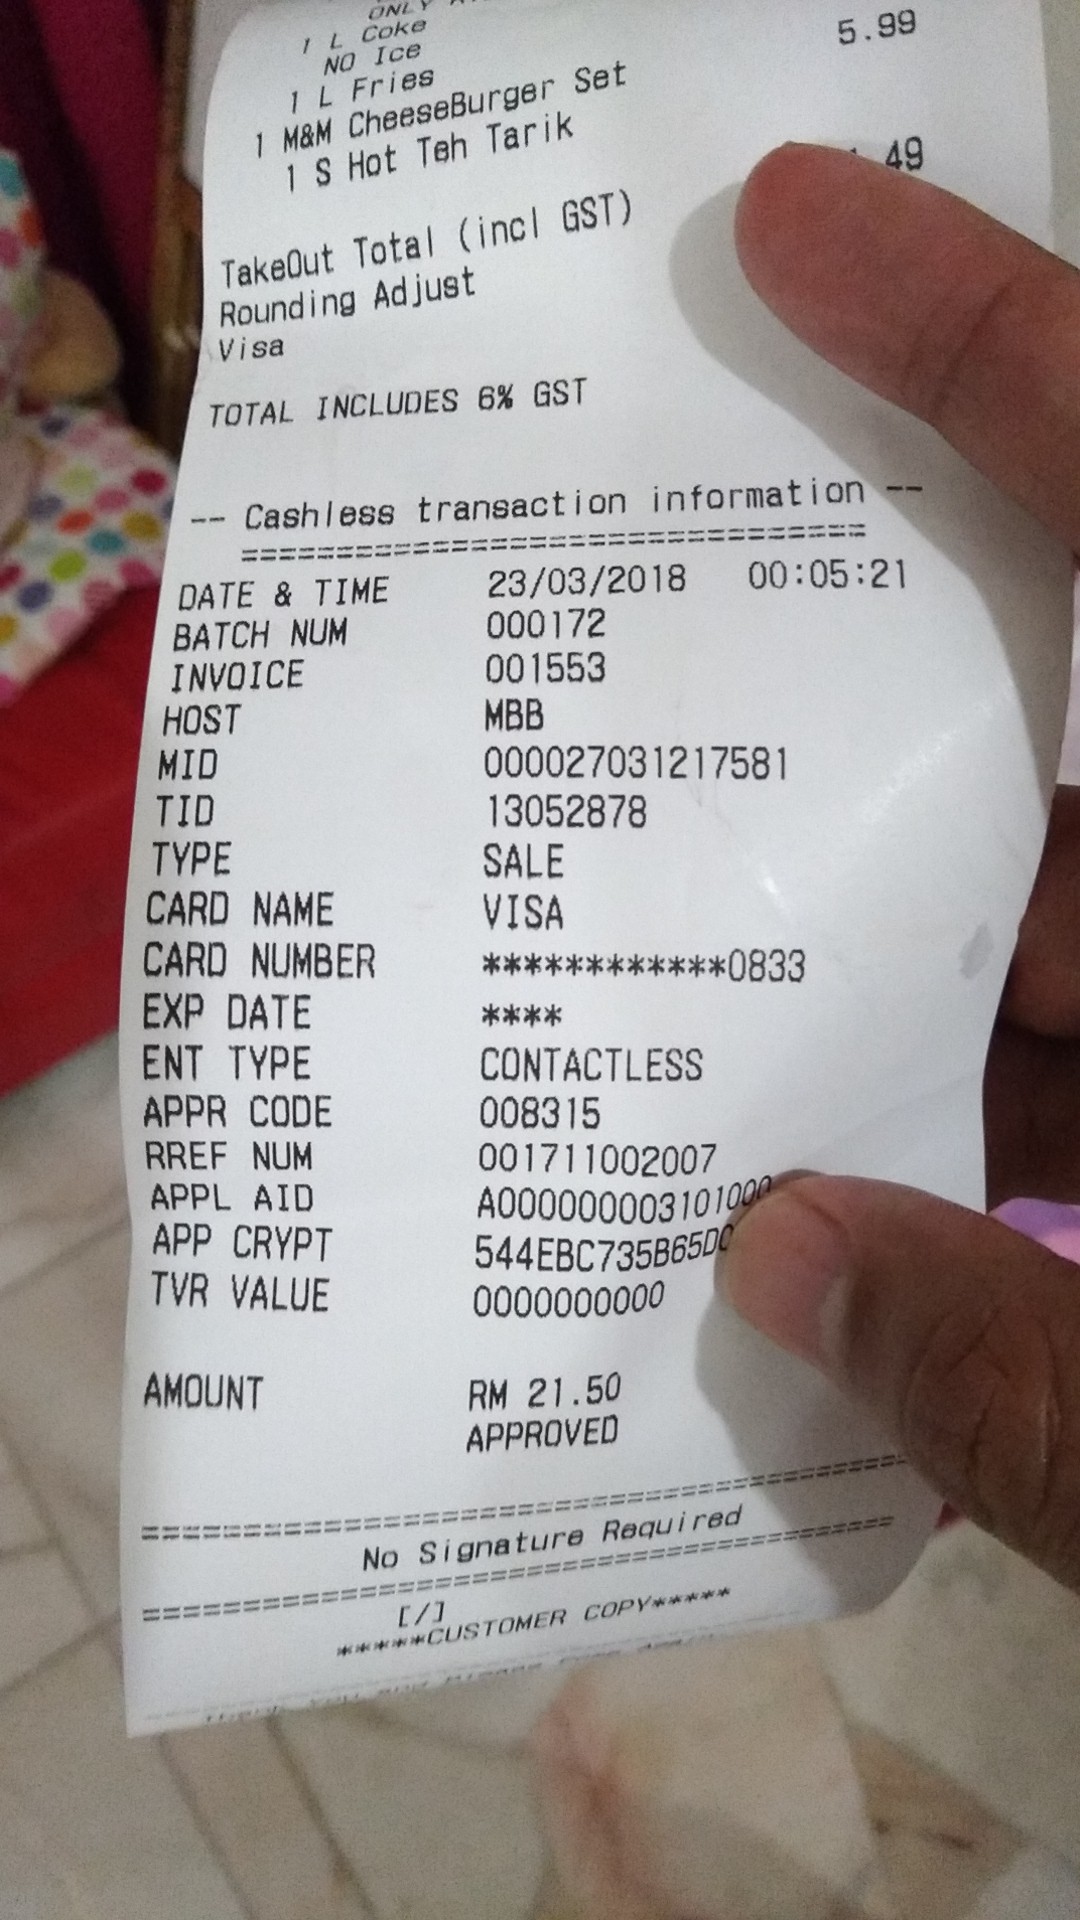 ONLY
1 L Coke
NO Ice
1 L Fries
1 M&M CheeseBurger Set 5.99
1 S Hot Teh Tarik
TakeOut Total (incl GST) 49
Rounding Adjust
Visa
TOTAL INCLUDES 6% GST
-- Cashless transaction information --
==================================
DATE & TIME 23/03/2018 00:05:21
BATCH NUM 000172
INVOICE 001553
HOST MBB
MID 000027031217581
TID 13052878
TYPE SALE
CARD NAME VISA
CARD NUMBER ************0833
EXP DATE ****
ENT TYPE CONTACTLESS
APPR CODE 008315
RREF NUM 001711002007
APPL AID A000000003101000
APP CRYPT 544EBC735B65D
TVR VALUE 0000000000
AMOUNT RM 21.50
APPROVED
==========================================
No Signature Required
==========================================
[/]
*****CUSTOMER COPY*****